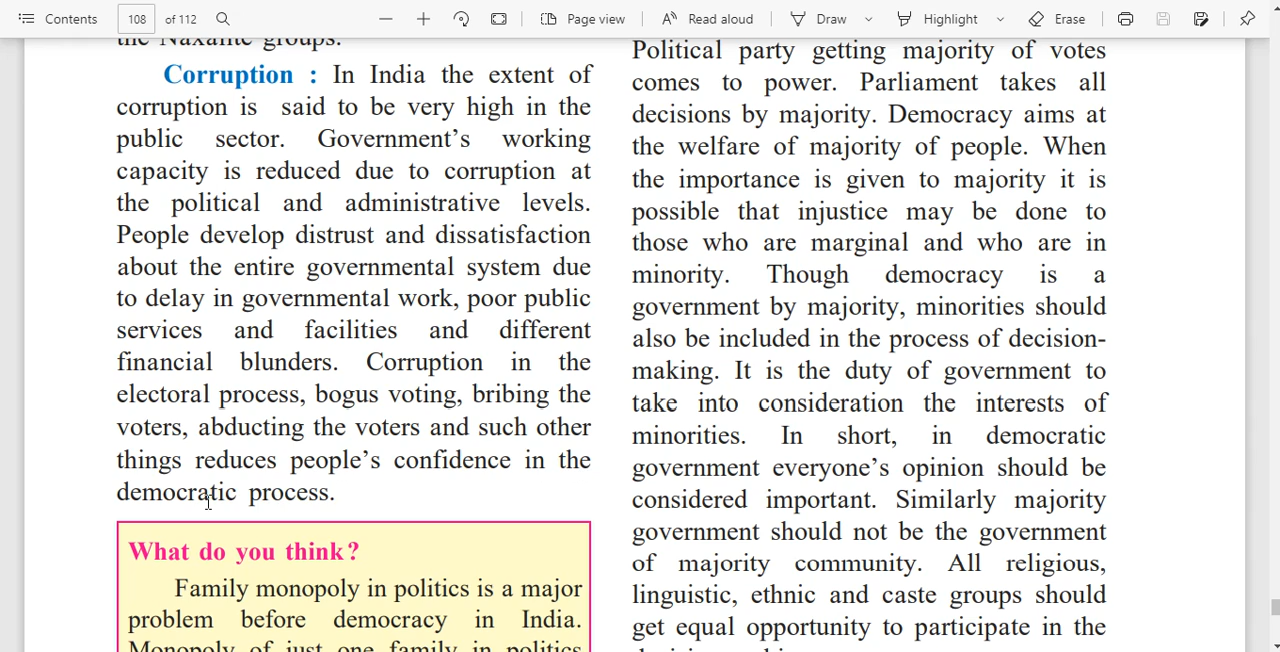 Contents
108 of 112
Page view
Read aloud
Draw
Highlight
Erase
the Naxalite groups.
Corruption : In India the extent of
corruption is said to be very high in the
public sector. Government’s working
capacity is reduced due to corruption at
the political and administrative levels.
People develop distrust and dissatisfaction
about the entire governmental system due
to delay in governmental work, poor public
services and facilities and different
financial blunders. Corruption in the
electoral process, bogus voting, bribing the
voters, abducting the voters and such other
things reduces people’s confidence in the
democratic process.
What do you think?
Family monopoly in politics is a major
problem before democracy in India.
Monopoly of just one family in politics
Political party getting majority of votes
comes to power. Parliament takes all
decisions by majority. Democracy aims at
the welfare of majority of people. When
the importance is given to majority it is
possible that injustice may be done to
those who are marginal and who are in
minority. Though democracy is a
government by majority, minorities should
also be included in the process of decision-
making. It is the duty of government to
take into consideration the interests of
minorities. In short, in democratic
government everyone’s opinion should be
considered important. Similarly majority
government should not be the government
of majority community. All religious,
linguistic, ethnic and caste groups should
get equal opportunity to participate in the